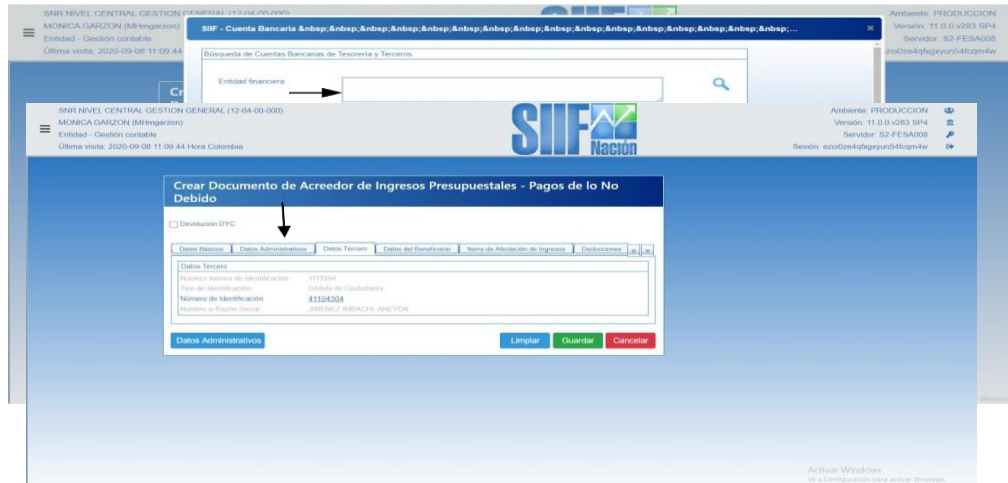 SNR NIVEL CENTRAL GESTION GENERAL (12-04-00-000)
MONICA GARZON (MHmgarzon)
Entidad - Gestión contable
Última visita: 2020-09-08 11:09:44
SIIF - Cuenta Bancaria &nbsp;&nbsp;&nbsp;&nbsp;&nbsp;&nbsp;&nbsp;&nbsp;&nbsp;&nbsp;&nbsp;&nbsp;&nbsp;...
Ambiente: PRODUCCION
Versión: 11.0.0 v283 SP4
Servidor: S2-FESA008
Búsqueda de Cuentas Bancarias de Tesorería y Terceros
Entidad financiera
Cr
SNR NIVEL CENTRAL GESTION GENERAL (12-04-00-000)
MONICA GARZON (MHmgarzon)
Entidad - Gestión contable
Última visita: 2020-09-08 11:09:44 Hora Colombia
SIIF
Nación
Ambiente: PRODUCCION
Versión: 11.0.0 v283 SP4
Servidor: S2-FESA008
Sesión:
Crear Documento de Acreedor de Ingresos Presupuestales - Pagos de lo No
Debido
Devolución DYC
Datos Básicos Datos Administrativos Datos Tercero Datos del Beneficiario Items de Afectación de Ingresos Deducciones
Datos Tercero
Número Interno de Identificación 1111094
Tipo de Identificación Cédula de Ciudadanía
Número de Identificación 41104304
Nombre o Razón Social JIMENEZ IMBACHI, ANEYDA
Datos Administrativos Limpiar Guardar Cancelar
Activar Windows
Ve a Configuración para activar Windows.